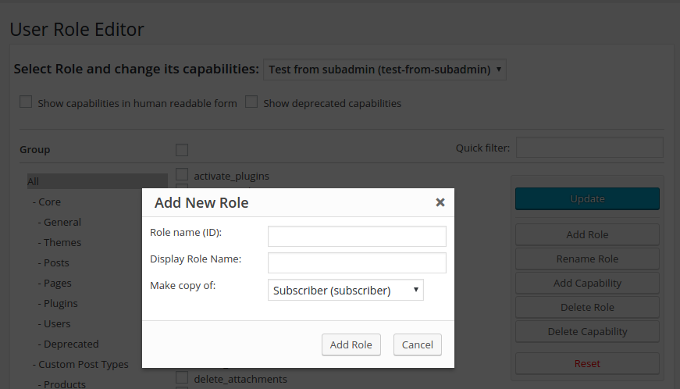 User Role Editor
Select Role and change its capabilities: Test from subadmin (test-from-subadmin)
Show capabilities in human readable form Show deprecated capabilities
Group
Quick filter:
All
- Core
- General
- Themes
- Posts
- Pages
- Plugins
- Users
- Deprecated
- Custom Post Types
- Products
activate_plugins
delete_attachments
Add New Role
Role name (ID):
Display Role Name:
Make copy of: Subscriber (subscriber)
Add Role Cancel
Update
Add Role
Rename Role
Add Capability
Delete Role
Delete Capability
Reset